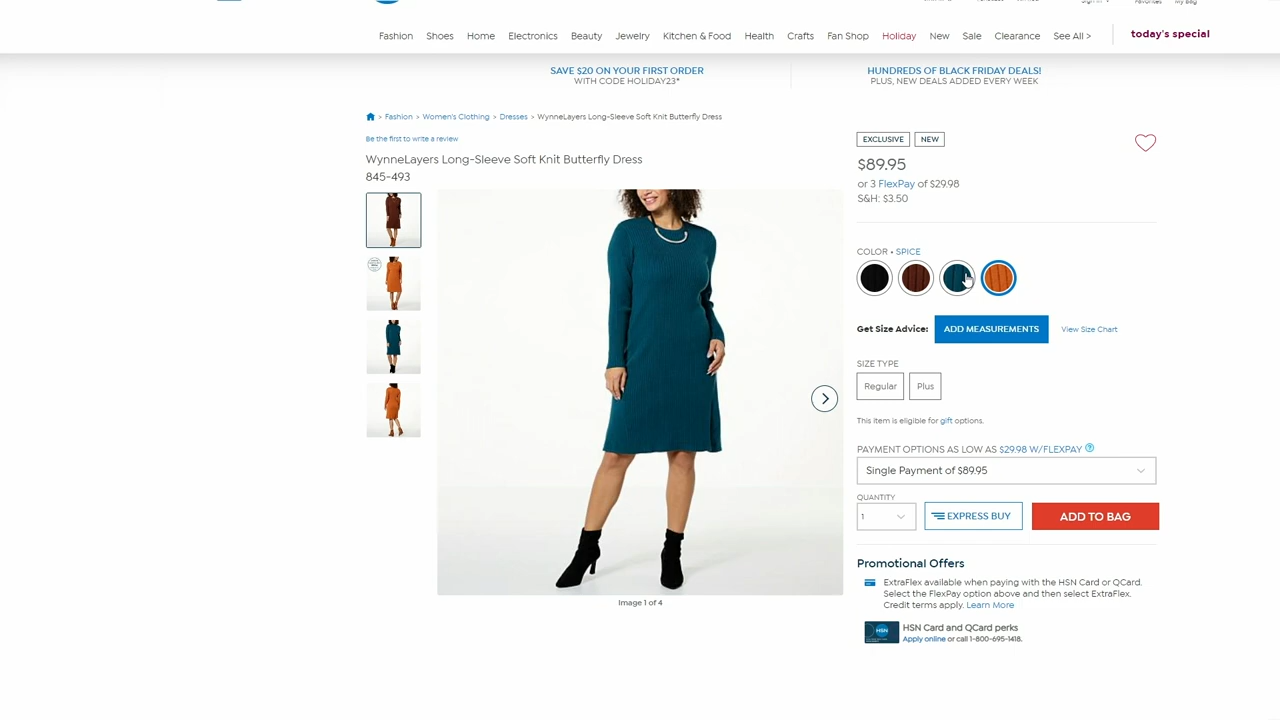 Fashion Shoes Home Electronics Beauty Jewelry Kitchen & Food Health Crafts Fan Shop Holiday New Sale Clearance See All > today's special
SAVE $20 ON YOUR FIRST ORDER
WITH CODE HOLIDAY23*
HUNDREDS OF BLACK FRIDAY DEALS!
PLUS, NEW DEALS ADDED EVERY WEEK
> Fashion > Women's Clothing > Dresses > WynneLayers Long-Sleeve Soft Knit Butterfly Dress
Be the first to write a review
WynneLayers Long-Sleeve Soft Knit Butterfly Dress
845-493
Image 1 of 4
EXCLUSIVE NEW
$89.95
or 3 FlexPay of $29.98
S&H: $3.50
COLOR • SPICE
Get Size Advice: ADD MEASUREMENTS View Size Chart
SIZE TYPE
Regular Plus
This item is eligible for gift options.
PAYMENT OPTIONS AS LOW AS $29.98 W/FLEXPAY ?
Single Payment of $89.95
QUANTITY
1 EXPRESS BUY ADD TO BAG
Promotional Offers
ExtraFlex available when paying with the HSN Card or QCard.
Select the FlexPay option above and then select ExtraFlex.
Credit terms apply. Learn More
HSN
HSN Card and QCard perks
Apply online or call 1-800-695-1418.